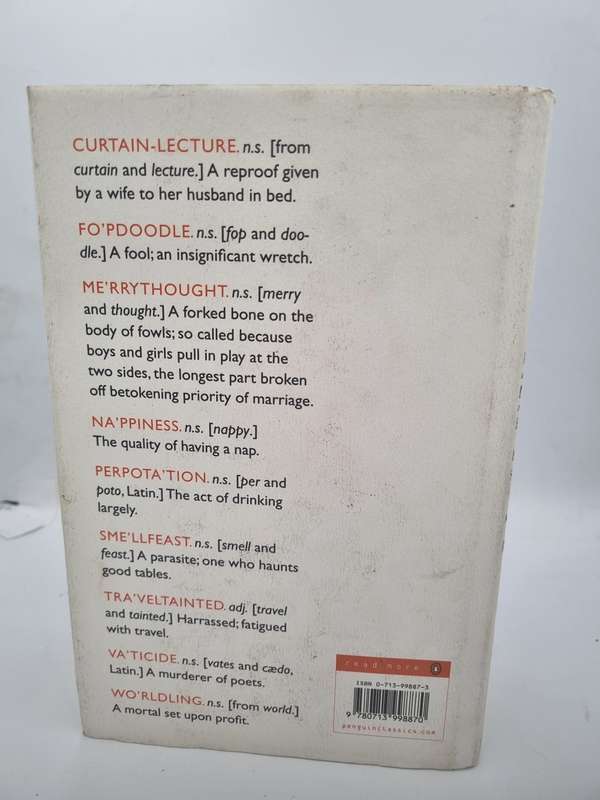 CURTAIN-LECTURE. n.s. [from
curtain and lecture.] A reproof given
by a wife to her husband in bed.
FO'PDOODLE. n.s. [fop and doo-
dle.] A fool; an insignificant wretch.
ME'RRYTHOUGHT. n.s. [merry
and thought.] A forked bone on the
body of fowls; so called because
boys and girls pull in play at the
two sides, the longest part broken
off betokening priority of marriage.
NA'PPINESS. n.s. [nappy.]
The quality of having a nap.
PERPOTA'TION. n.s. [per and
poto, Latin.] The act of drinking
largely.
SME'LLFEAST. n.s. [smell and
feast.] A parasite; one who haunts
good tables.
TRA'VELTAINTED. adj. [travel
and tainted.] Harrassed; fatigued
with travel.
VA'TICIDE. n.s. [vates and cædo,
Latin.] A murderer of poets.
WO'RLDLING. n.s. [from world.]
A mortal set upon profit.
read more
ISBN 0-713-99887-3
9 780713 998870
penguinclassics.com